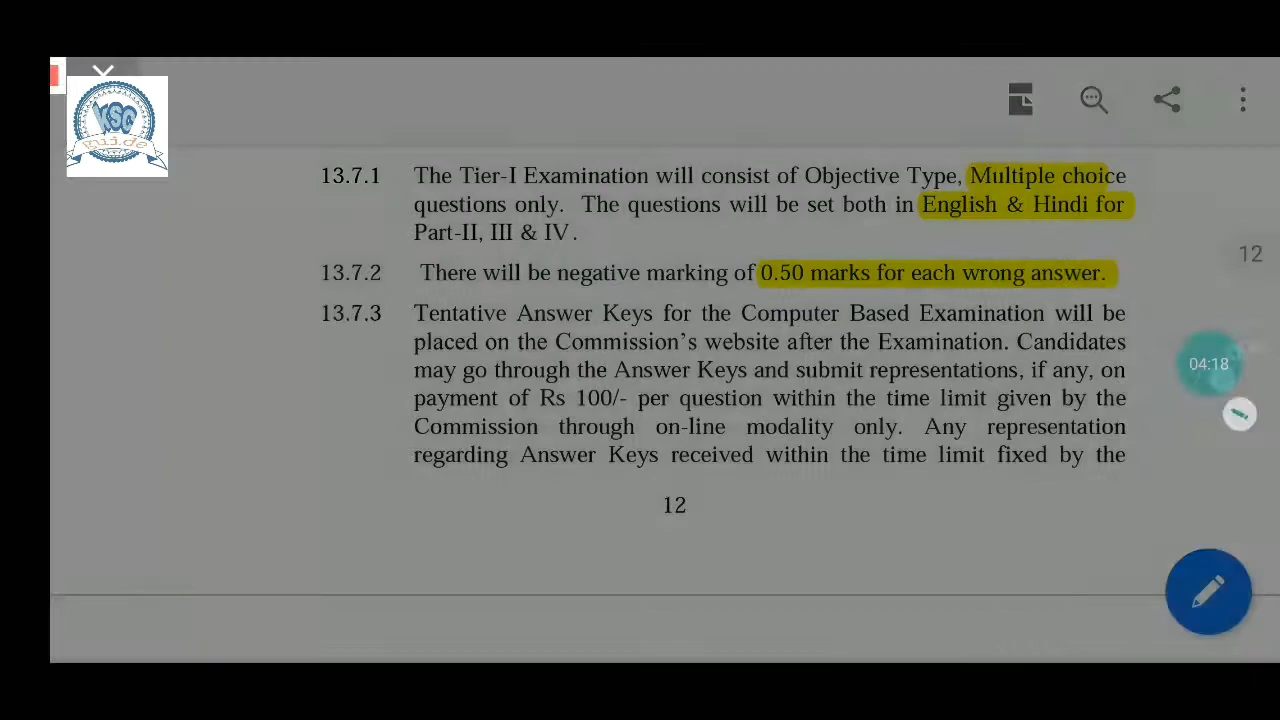 KSG
gui.de
13.7.1 The Tier-I Examination will consist of Objective Type, Multiple choice
questions only. The questions will be set both in English & Hindi for
Part-II, III & IV.
12
13.7.2 There will be negative marking of 0.50 marks for each wrong answer.
13.7.3 Tentative Answer Keys for the Computer Based Examination will be
placed on the Commission's website after the Examination. Candidates
04:18
may go through the Answer Keys and submit representations, if any, on
payment of Rs 100/- per question within the time limit given by the
Commission through on-line modality only. Any representation
regarding Answer Keys received within the time limit fixed by the
12